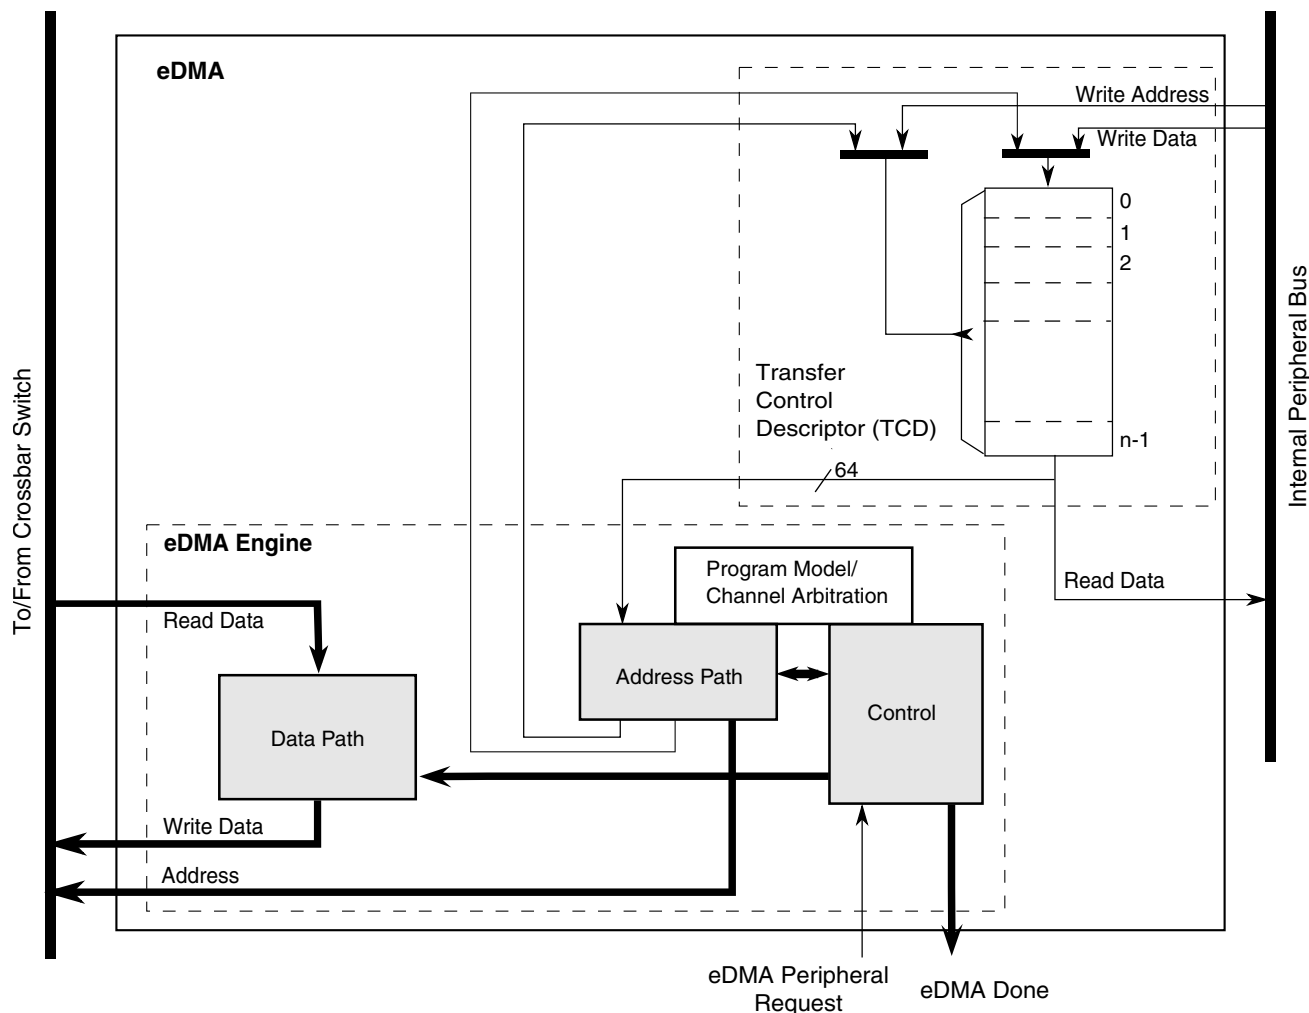 eDMA
Write Address
Write Data
0
1
2
n-1
Transfer
Control
Descriptor (TCD)
64
To/From Crossbar Switch
Internal Peripheral Bus
eDMA Engine
Program Model/
Channel Arbitration
Read Data
Read Data
Address Path
Control
Data Path
Write Data
Address
eDMA Peripheral
Request
eDMA Done